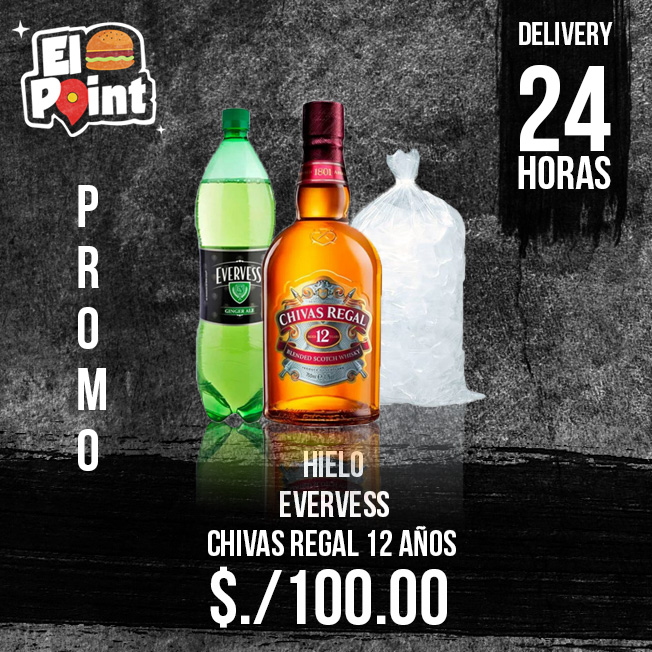 El
Point
DELIVERY
24
HORAS
PROMO
EVERVESS
GINGER ALE
1801
CHIVAS REGAL
12
BLENDED SCOTCH WHISKY
HIELO
EVERVESS
CHIVAS REGAL 12 AÑOS
$./100.00